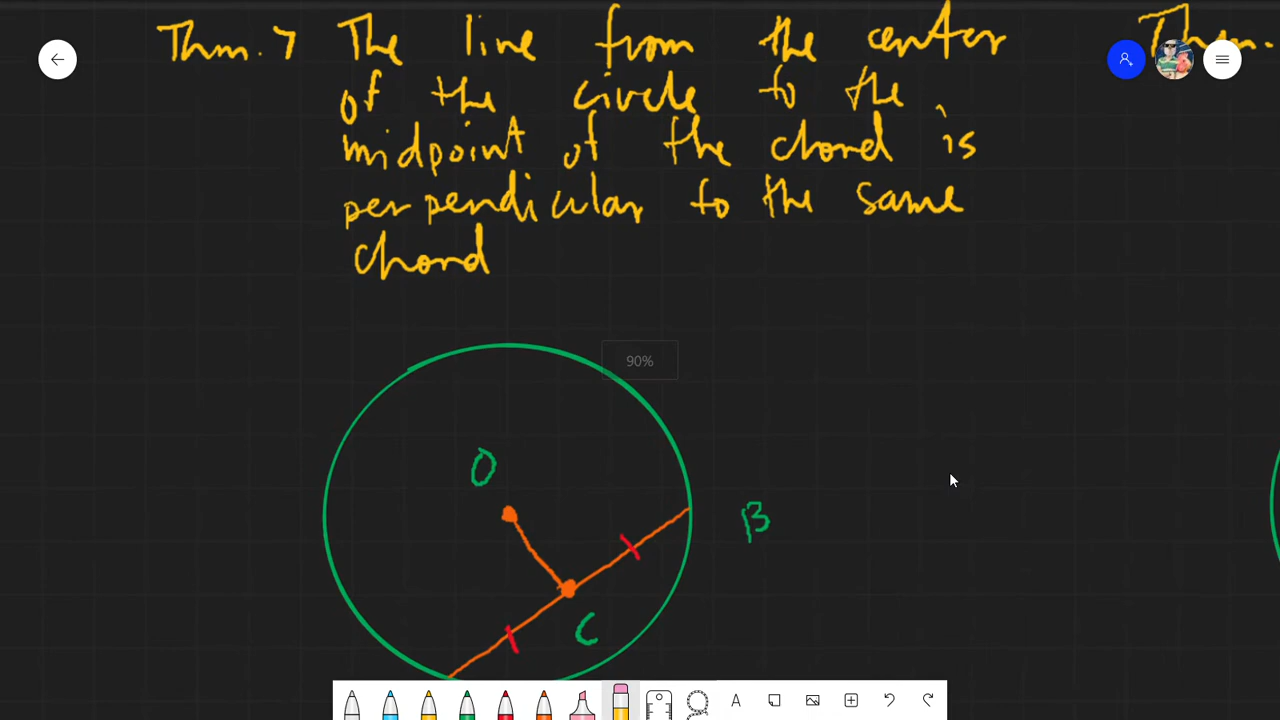 Thm. 7 The line from the center
of the circle to the
midpoint of the chord is
perpendicular to the same
chord
Thm.
90%
O
B
C
A